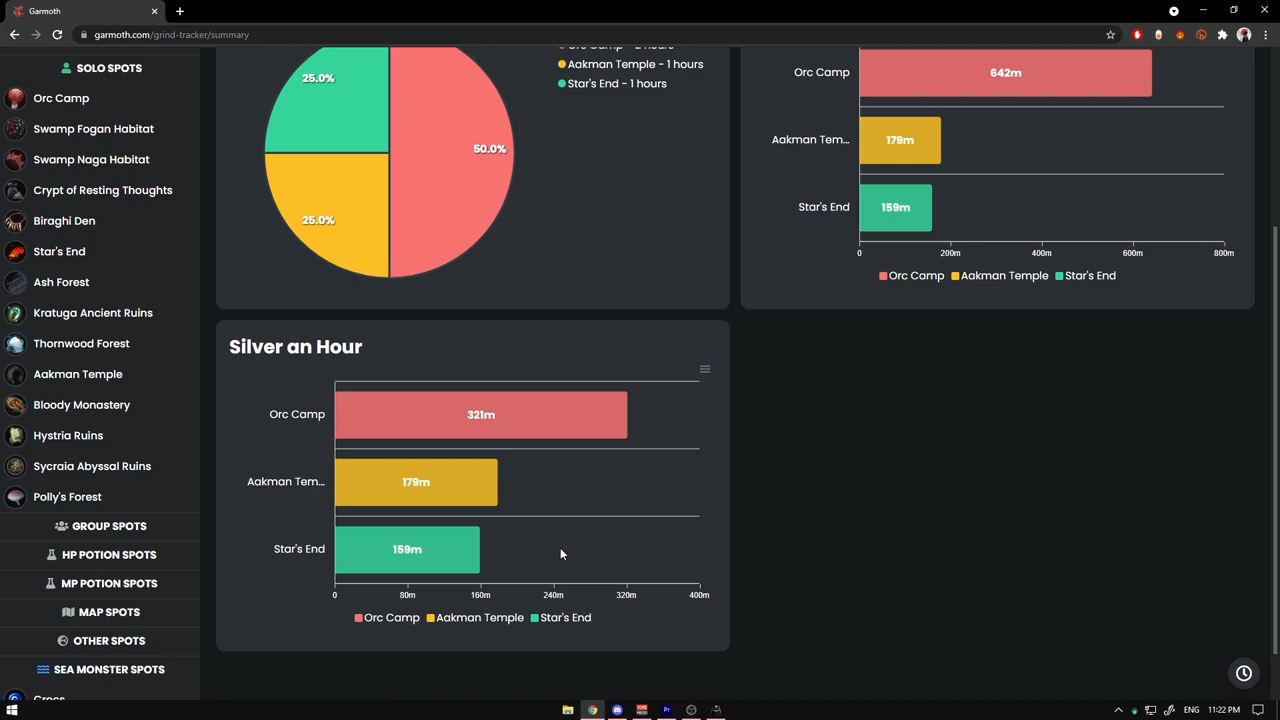 Garmoth
garmoth.com/grind-tracker/summary
SOLO SPOTS
Orc Camp
Swamp Fogan Habitat
Swamp Naga Habitat
Crypt of Resting Thoughts
Biraghi Den
Star's End
Ash Forest
Kratuga Ancient Ruins
Thornwood Forest
Aakman Temple
Bloody Monastery
Hystria Ruins
Sycraia Abyssal Ruins
Polly's Forest
GROUP SPOTS
HP POTION SPOTS
MP POTION SPOTS
MAP SPOTS
OTHER SPOTS
SEA MONSTER SPOTS
Crocs
Orc Camp - 2 hours
Aakman Temple - 1 hours
Star's End - 1 hours
25.0%
50.0%
25.0%
Orc Camp 642m
Aakman Tem... 179m
Star's End 159m
0 200m 400m 600m 800m
Orc Camp Aakman Temple Star's End
Silver an Hour
Orc Camp 321m
Aakman Tem... 179m
Star's End 159m
0 80m 160m 240m 320m 400m
Orc Camp Aakman Temple Star's End
ENG 11:22 PM